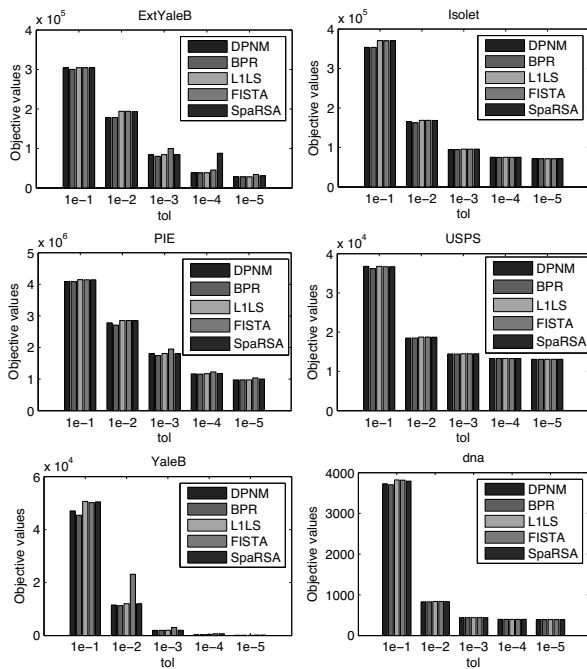 ExtYaleB
x 10^5
4
3
2
1
0
Objective values
DPNM
BPR
L1LS
FISTA
SpaRSA
1e−1 1e−2 1e−3 1e−4 1e−5
tol
Isolet
x 10^5
4
3
2
1
0
Objective values
DPNM
BPR
L1LS
FISTA
SpaRSA
1e−1 1e−2 1e−3 1e−4 1e−5
tol
PIE
x 10^6
5
4
3
2
1
0
Objective values
DPNM
BPR
L1LS
FISTA
SpaRSA
1e−1 1e−2 1e−3 1e−4 1e−5
tol
USPS
x 10^4
4
3
2
1
0
Objective values
DPNM
BPR
L1LS
FISTA
SpaRSA
1e−1 1e−2 1e−3 1e−4 1e−5
tol
YaleB
x 10^4
6
4
2
0
Objective values
DPNM
BPR
L1LS
FISTA
SpaRSA
1e−1 1e−2 1e−3 1e−4 1e−5
tol
dna
4000
3000
2000
1000
0
Objective values
DPNM
BPR
L1LS
FISTA
SpaRSA
1e−1 1e−2 1e−3 1e−4 1e−5
tol